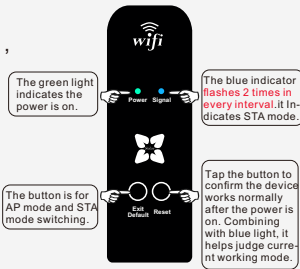 wifi
,
The green light
indicates the
power is on.
The blue indicator
flashes 2 times in
every interval.it In-
dicates STA mode.
Power Signal
The button is for
AP mode and STA
mode switching.
Exit
Default
Reset
Tap the button to
confirm the device
works normally
after the power is
on. Combining
with blue light, it
helps judge curre-
nt working mode.